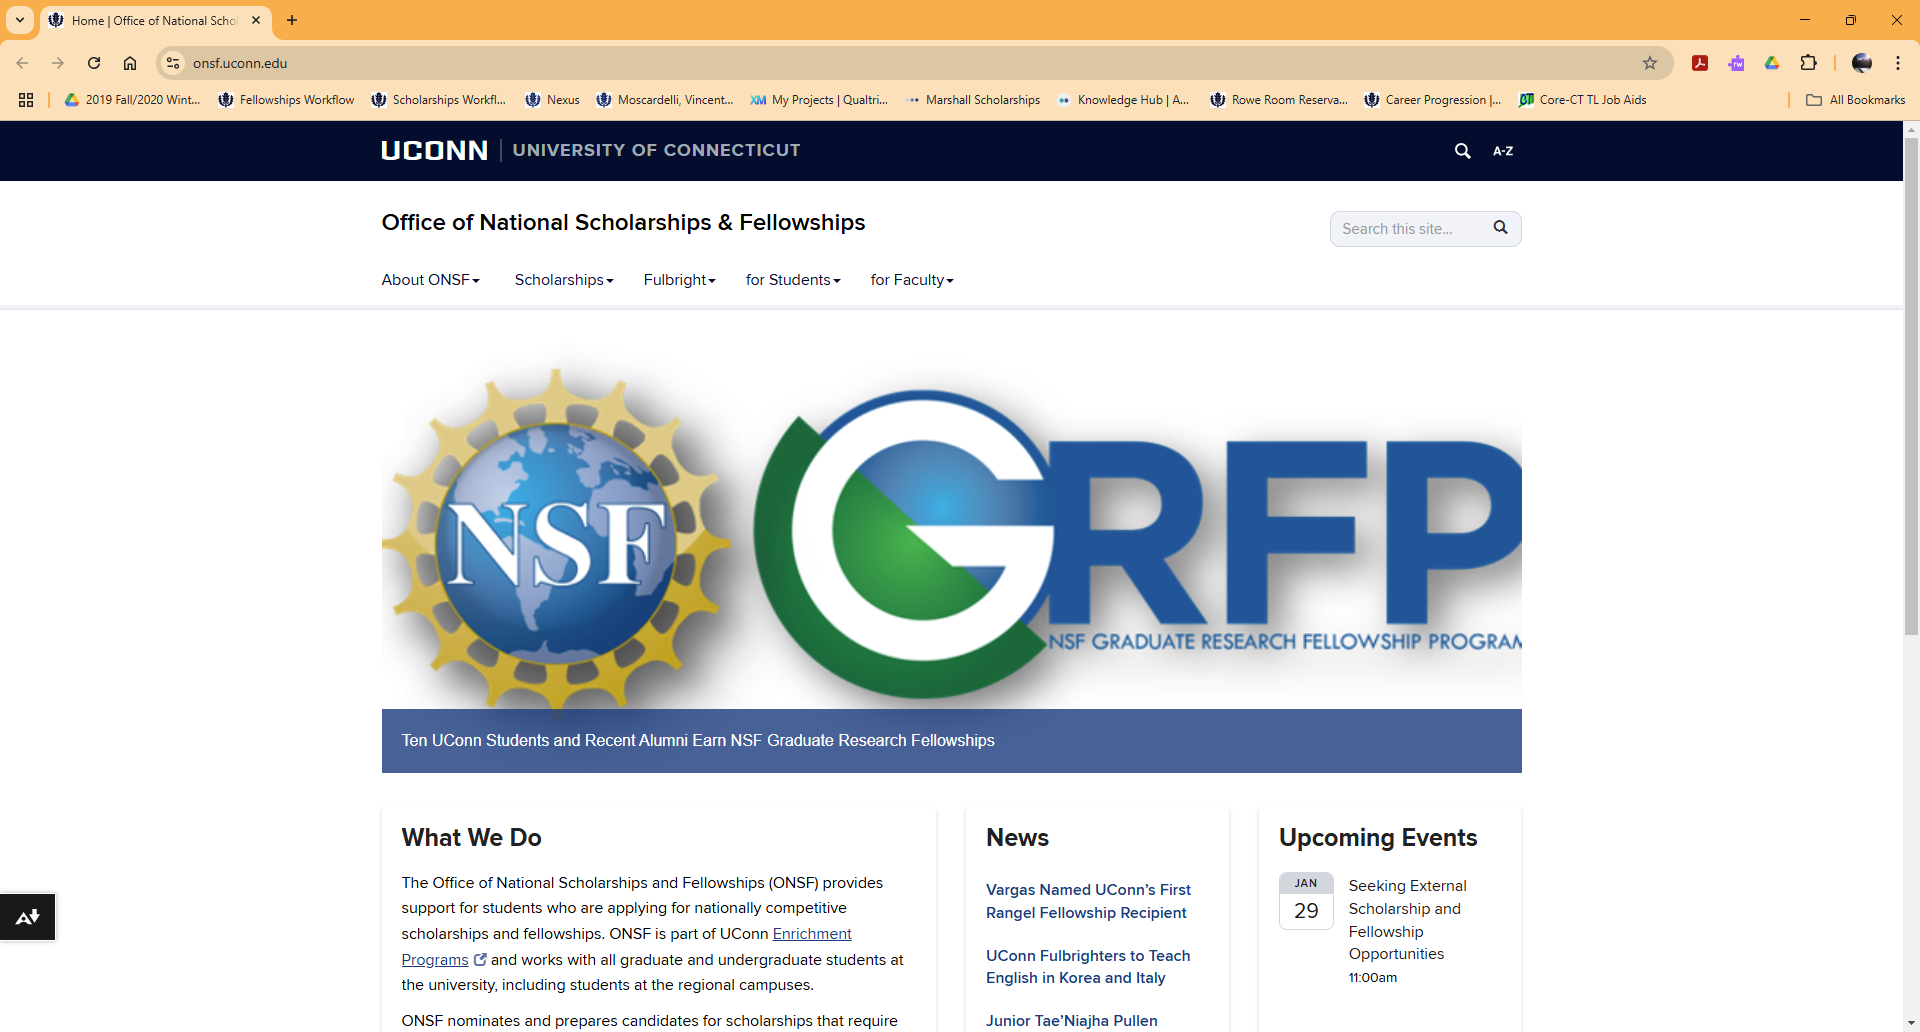 Home | Office of National Schol
onsf.uconn.edu
2019 Fall/2020 Wint... Fellowships Workflow Scholarships Workfl... Nexus Moscardelli, Vincent... XM My Projects | Qualtri... Marshall Scholarships Knowledge Hub | A... Rowe Room Reserva... Career Progression |... Core-CT TL Job Aids All Bookmarks
UCONN UNIVERSITY OF CONNECTICUT A-Z
Office of National Scholarships & Fellowships
Search this site...
About ONSF Scholarships Fulbright for Students for Faculty
NSF
GRFP
NSF GRADUATE RESEARCH FELLOWSHIP PROGRAM
Ten UConn Students and Recent Alumni Earn NSF Graduate Research Fellowships
What We Do
The Office of National Scholarships and Fellowships (ONSF) provides
support for students who are applying for nationally competitive
scholarships and fellowships. ONSF is part of UConn Enrichment
Programs and works with all graduate and undergraduate students at
the university, including students at the regional campuses.
ONSF nominates and prepares candidates for scholarships that require
News
Vargas Named UConn's First
Rangel Fellowship Recipient
UConn Fulbrighters to Teach
English in Korea and Italy
Junior Tae'Niajha Pullen
Upcoming Events
JAN
29
Seeking External
Scholarship and
Fellowship
Opportunities
11:00am